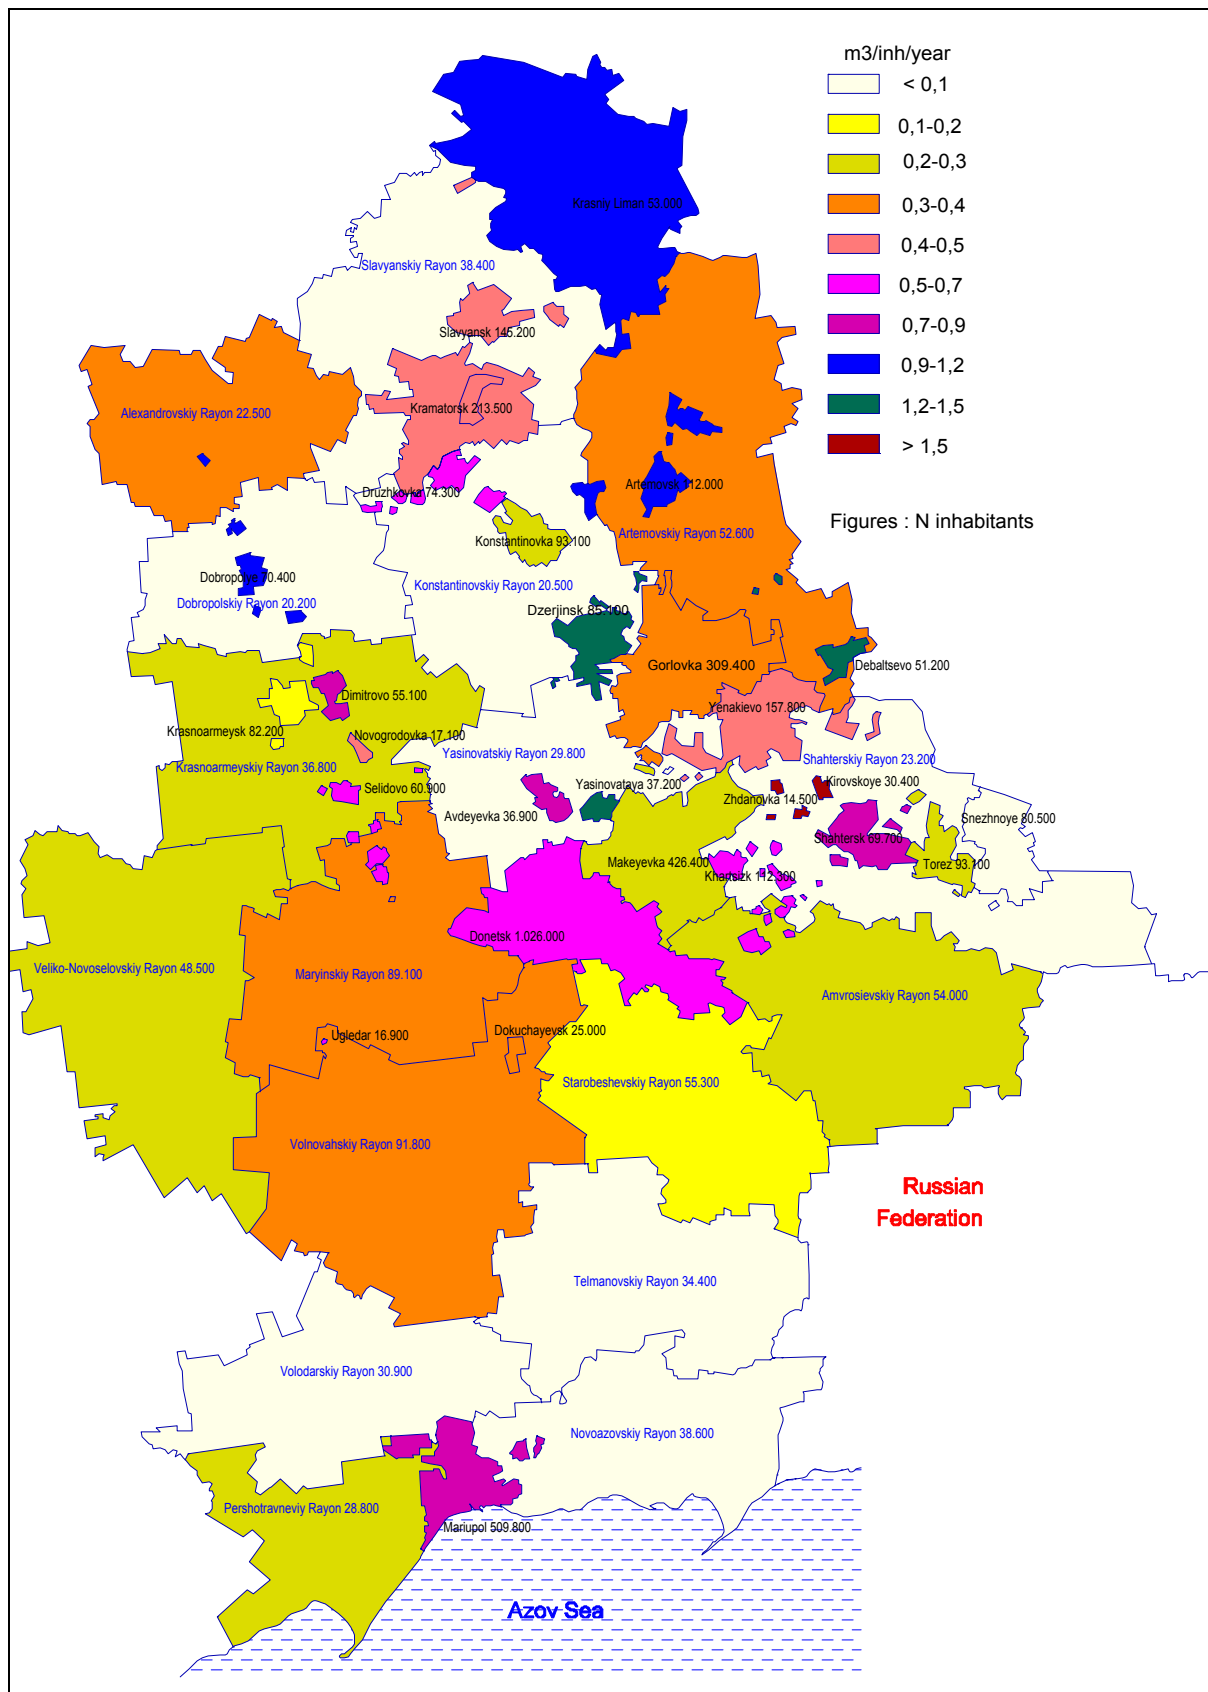 m3/inh/year
< 0,1
0,1-0,2
0,2-0,3
0,3-0,4
0,4-0,5
0,5-0,7
0,7-0,9
0,9-1,2
1,2-1,5
> 1,5
Figures : N inhabitants
Krasniy Liman 53.000
Slavyanskiy Rayon 38.400
Slavyansk 145.200
Alexandrovskiy Rayon 22.500
Kramatorsk 213.500
Druzhkovka 74.300
Artemovsk 112.000
Artemovskiy Rayon 52.600
Konstantinovka 93.100
Konstantinovskiy Rayon 20.500
Dobropolye 70.400
Dobropolskiy Rayon 20.200
Dzerjinsk 85.100
Gorlovka 309.400
Debaltsevo 51.200
Dimitrovo 55.100
Yenakievo 157.800
Krasnoarmeysk 82.200
Novogrodovka 17.100
Yasinovatskiy Rayon 29.800
Shahterskiy Rayon 23.200
Krasnoarmeyskiy Rayon 36.800
Selidovo 60.900
Yasinovataya 37.200
Kirovskoye 30.400
Zhdanovka 14.500
Avdeyevka 36.900
Snezhnoye 80.500
Shahtersk 69.700
Makeyevka 426.400
Khartsizk 112.300
Torez 93.100
Donetsk 1.026.000
Veliko-Novoselovskiy Rayon 48.500
Maryinskiy Rayon 89.100
Amvrosievskiy Rayon 54.000
Ugledar 16.900
Dokuchayevsk 25.000
Starobeshevskiy Rayon 55.300
Volnovahskiy Rayon 91.800
Russian
Federation
Telmanovskiy Rayon 34.400
Volodarskiy Rayon 30.900
Novoazovskiy Rayon 38.600
Pershotravneviy Rayon 28.800
Mariupol 509.800
Azov Sea